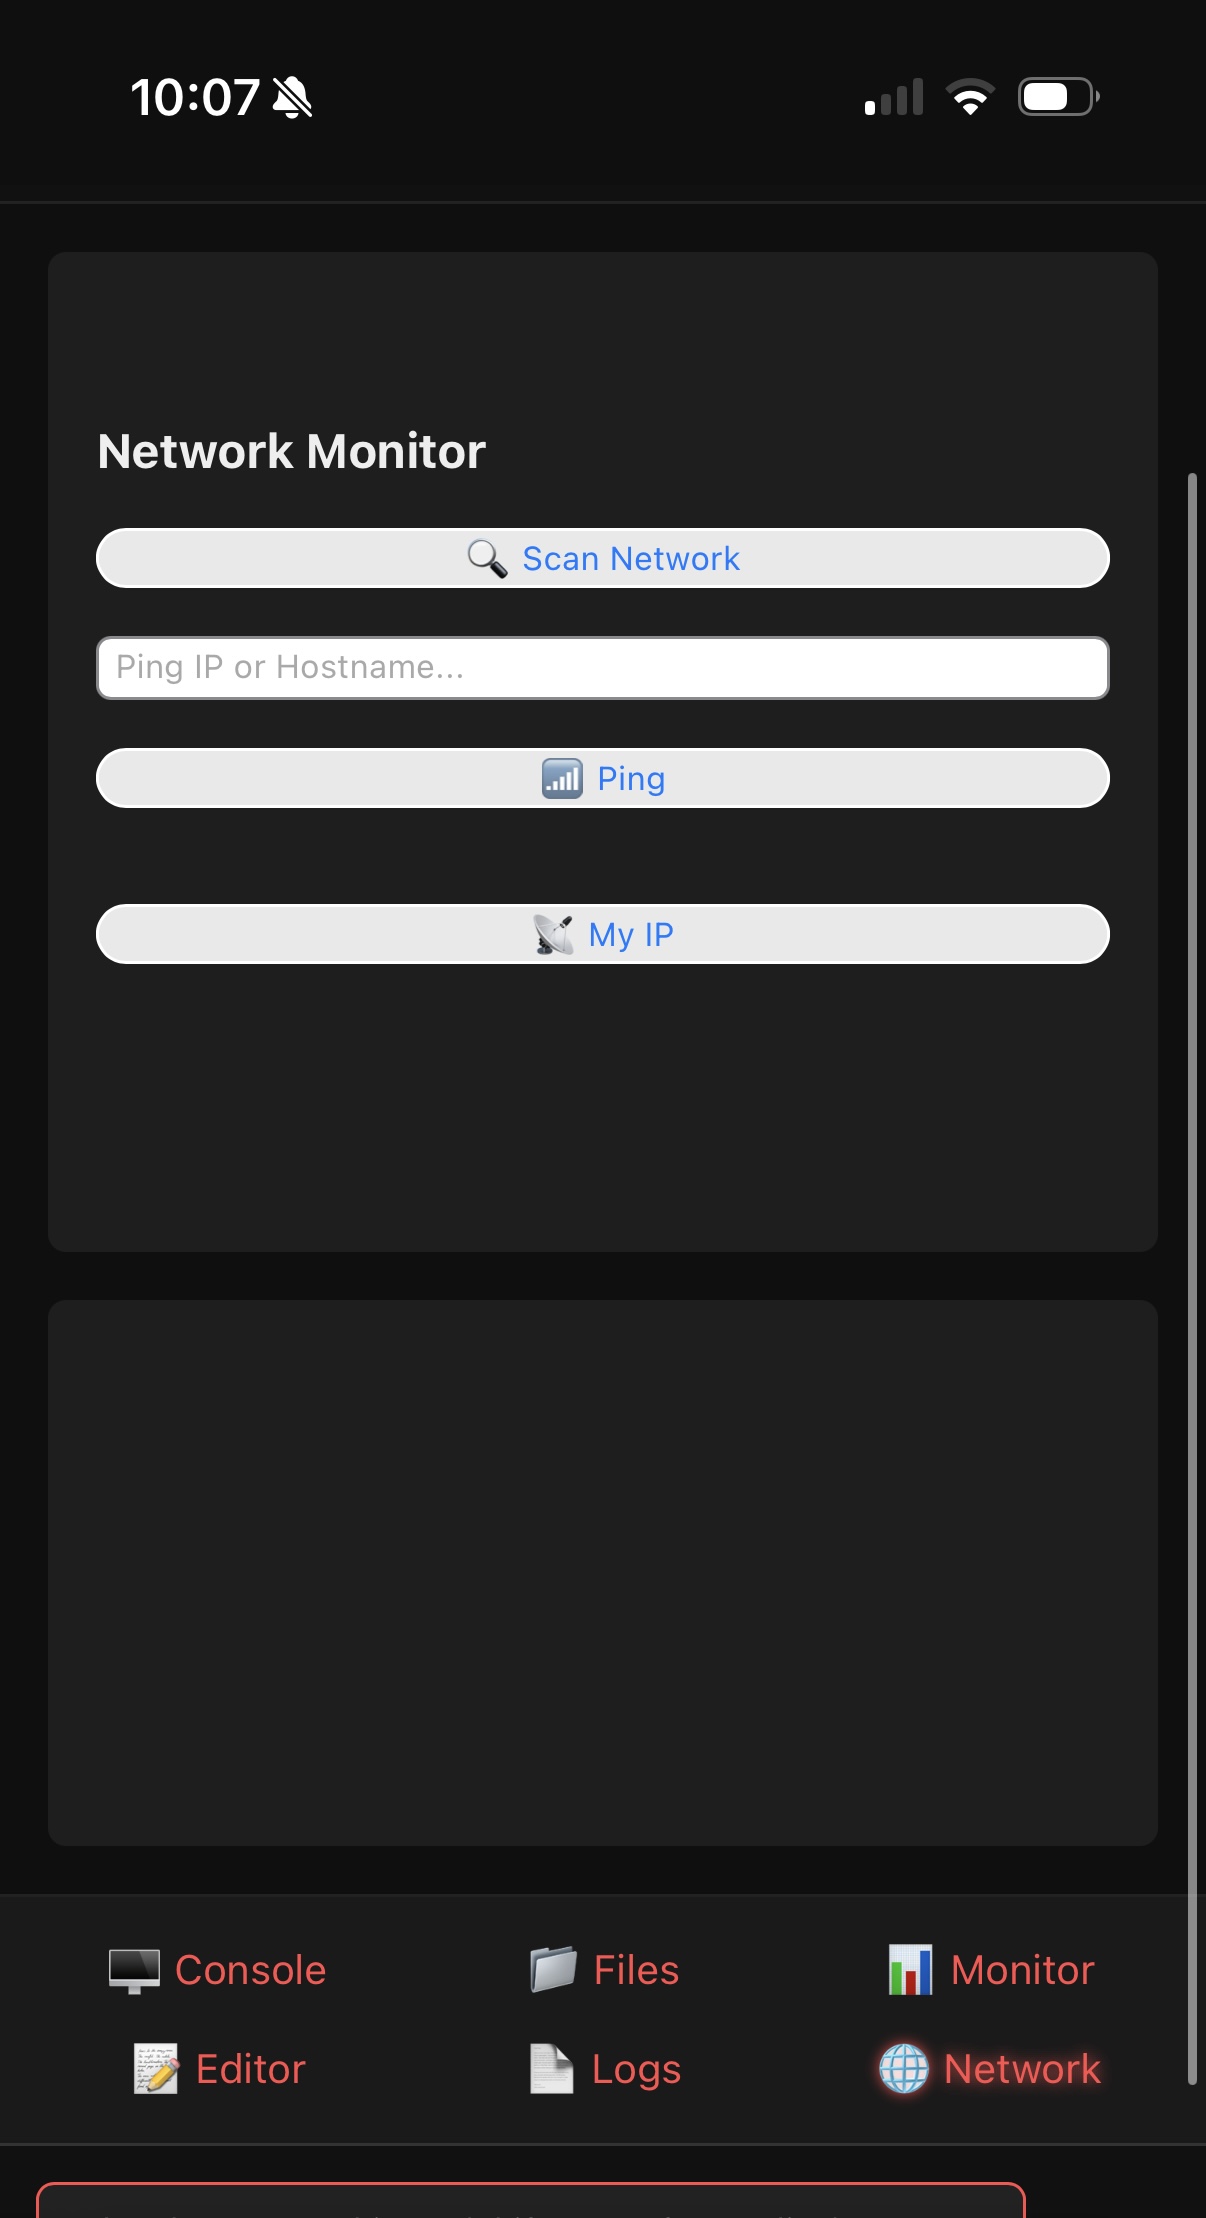 10:07
Network Monitor
Scan Network
Ping IP or Hostname...
Ping
My IP
Console Files Monitor
Editor Logs Network